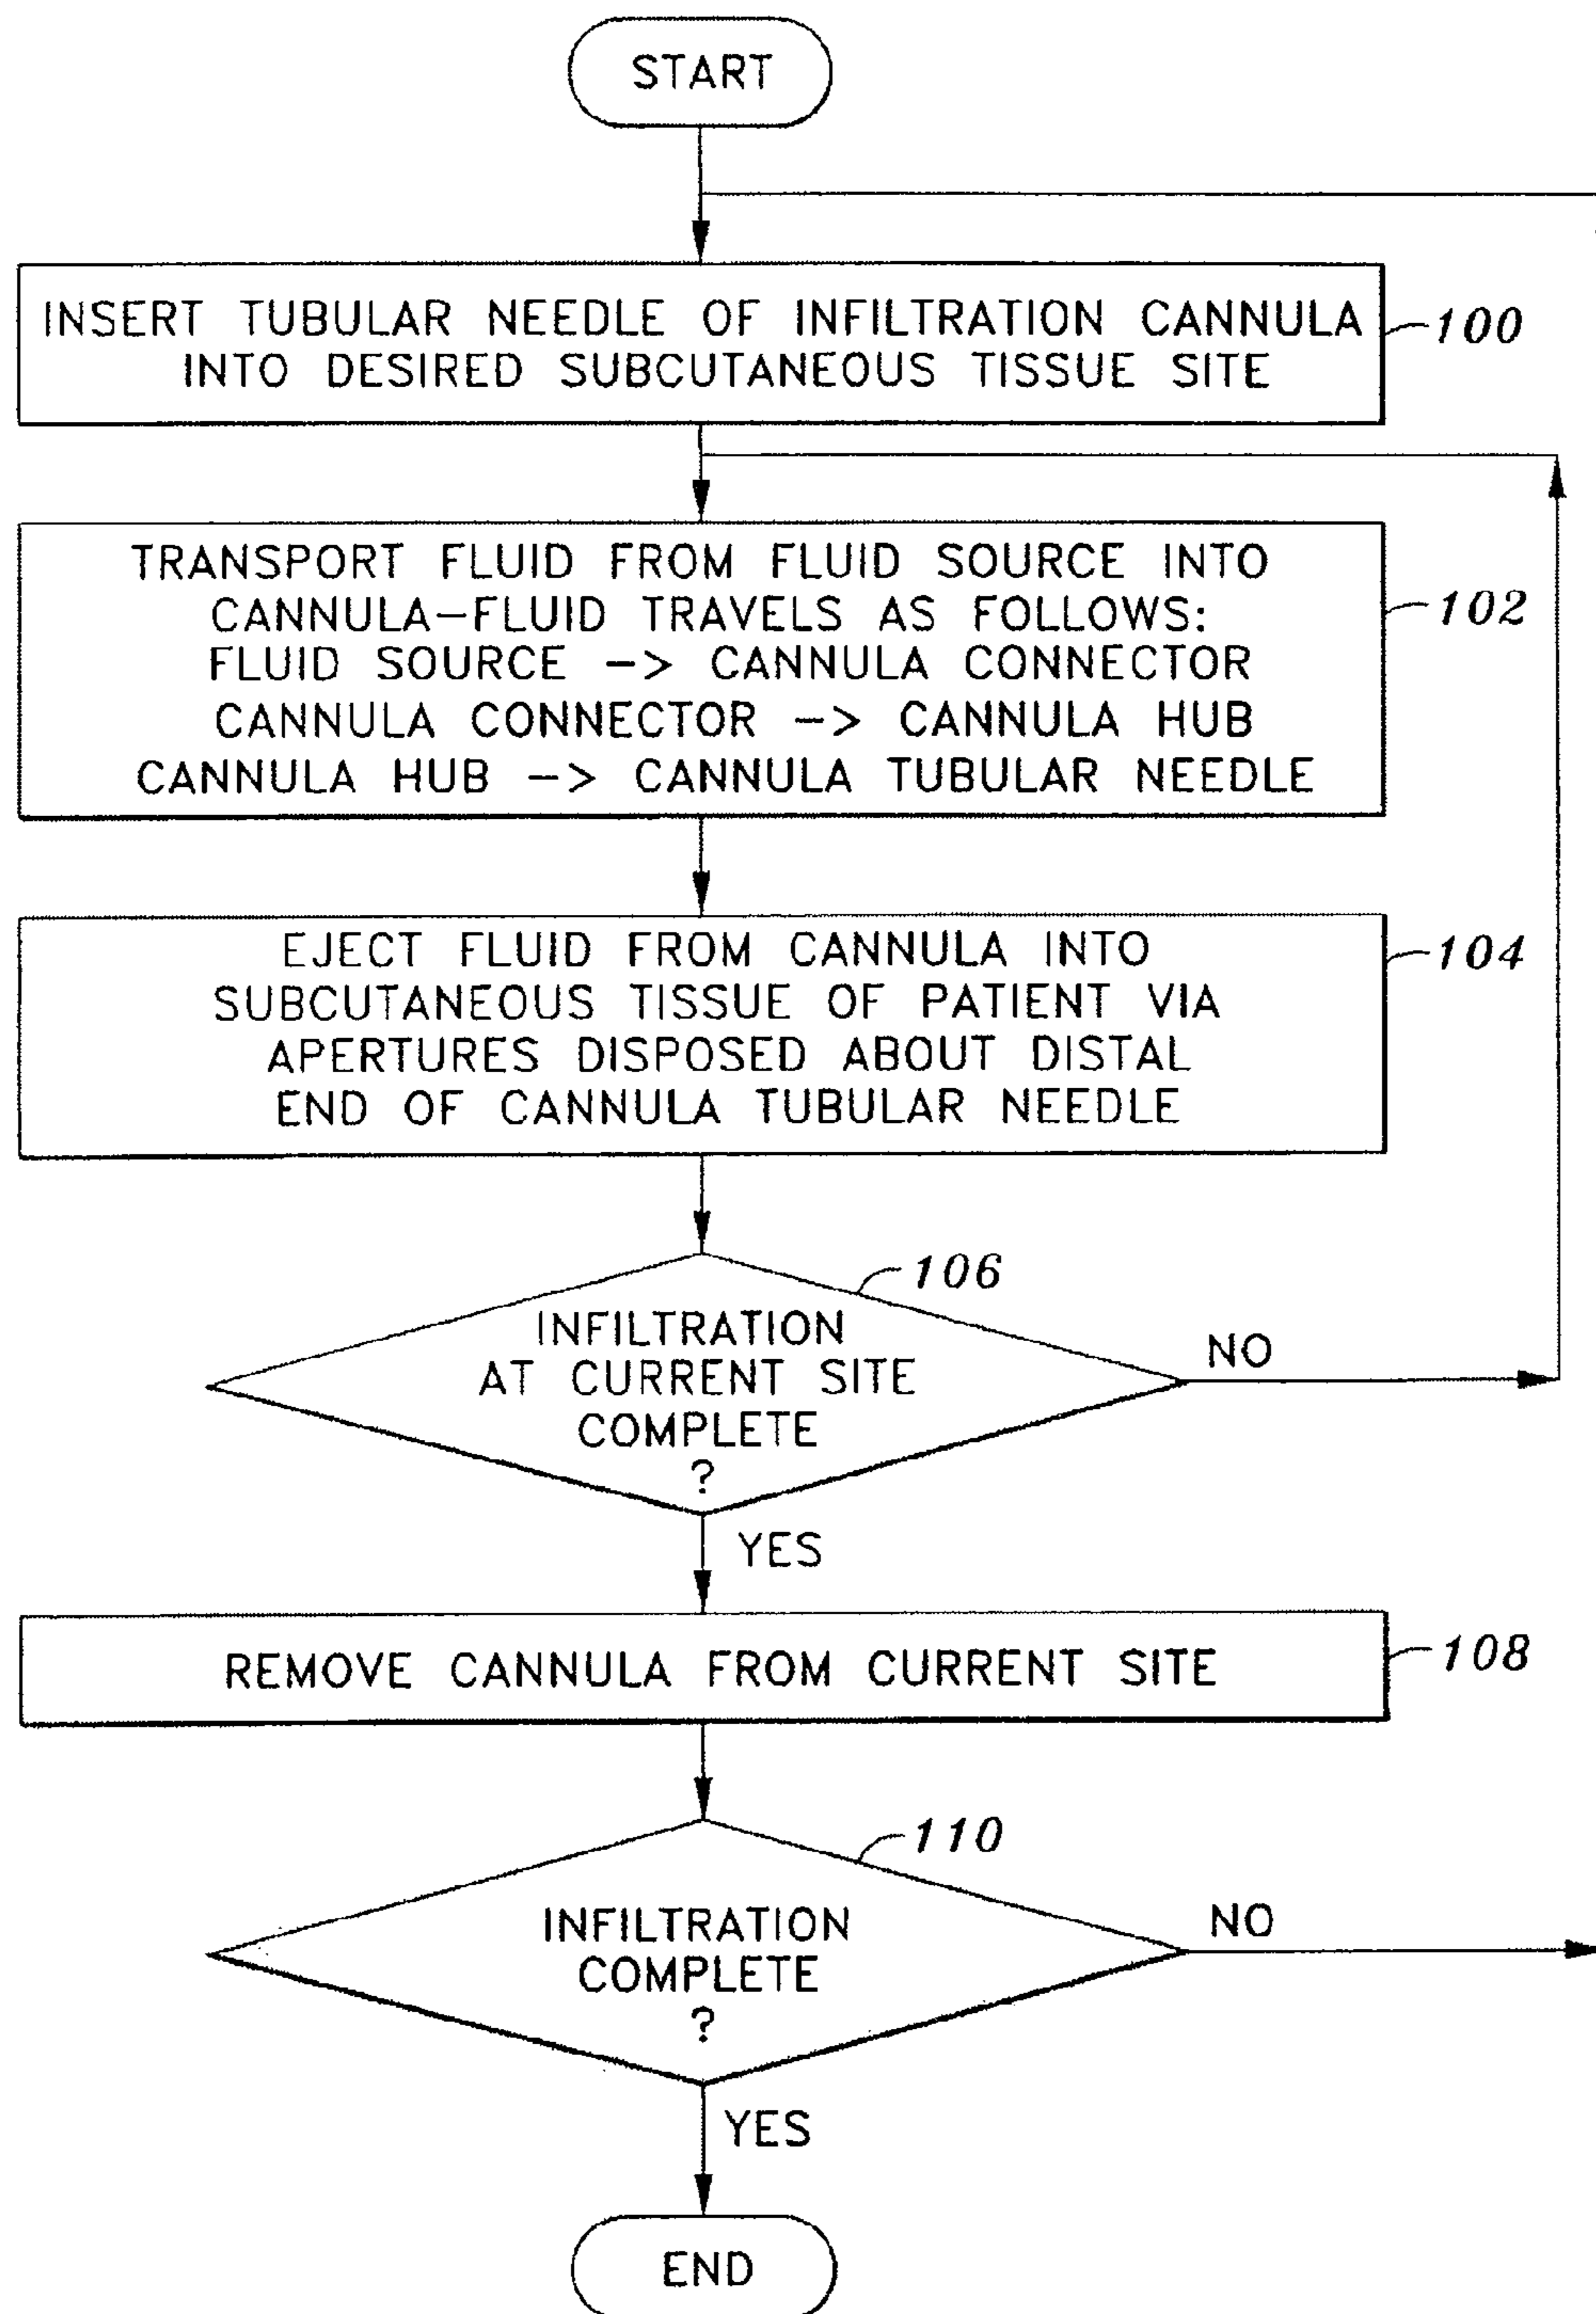 START
INSERT TUBULAR NEEDLE OF INFILTRATION CANNULA
INTO DESIRED SUBCUTANEOUS TISSUE SITE
100
TRANSPORT FLUID FROM FLUID SOURCE INTO
CANNULA-FLUID TRAVELS AS FOLLOWS:
FLUID SOURCE -> CANNULA CONNECTOR
CANNULA CONNECTOR -> CANNULA HUB
CANNULA HUB -> CANNULA TUBULAR NEEDLE
102
EJECT FLUID FROM CANNULA INTO
SUBCUTANEOUS TISSUE OF PATIENT VIA
APERTURES DISPOSED ABOUT DISTAL
END OF CANNULA TUBULAR NEEDLE
104
106
INFILTRATION
AT CURRENT SITE
COMPLETE
?
NO
YES
REMOVE CANNULA FROM CURRENT SITE
108
110
INFILTRATION
COMPLETE
?
NO
YES
END